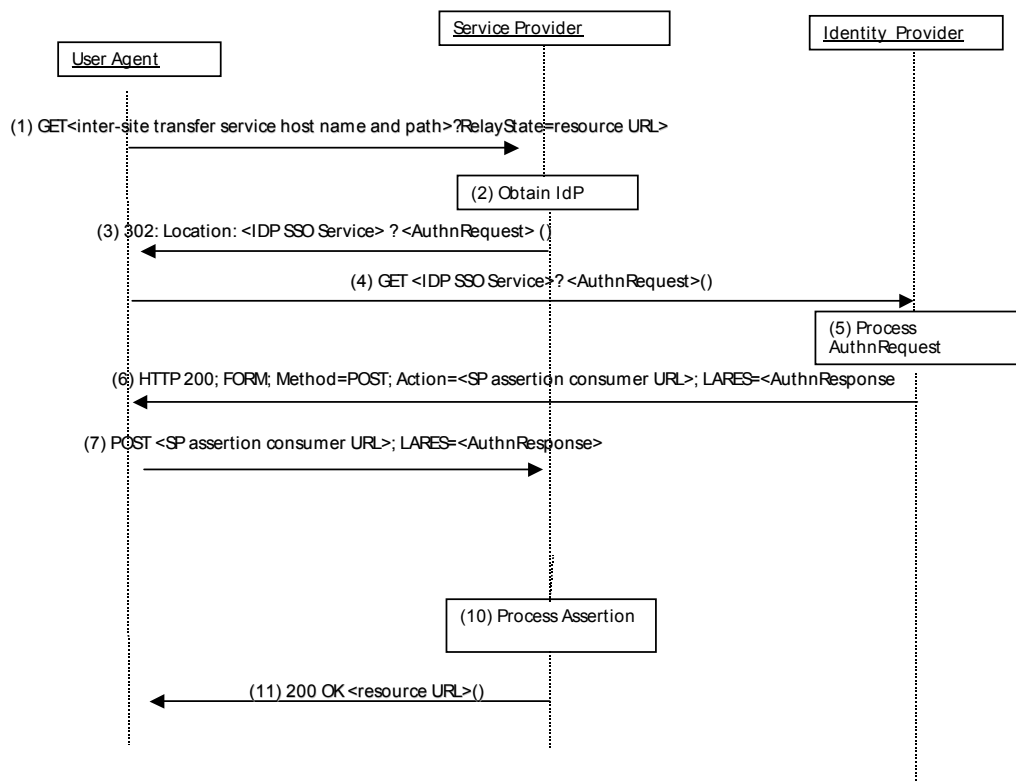 Service Provider
Identity Provider
User Agent
(1) GET<inter-site transfer service host name and path>?RelayState=resource URL>
(2) Obtain IdP
(3) 302: Location: <IDP SSO Service> ? <AuthnRequest> ()
(4) GET <IDP SSO Service>? <AuthnRequest>()
(5) Process
AuthnRequest
(6) HTTP 200; FORM; Method=POST; Action=<SP assertion consumer URL>; LARES=<AuthnResponse
(7) POST <SP assertion consumer URL>; LARES=<AuthnResponse>
(10) Process Assertion
(11) 200 OK <resource URL>()